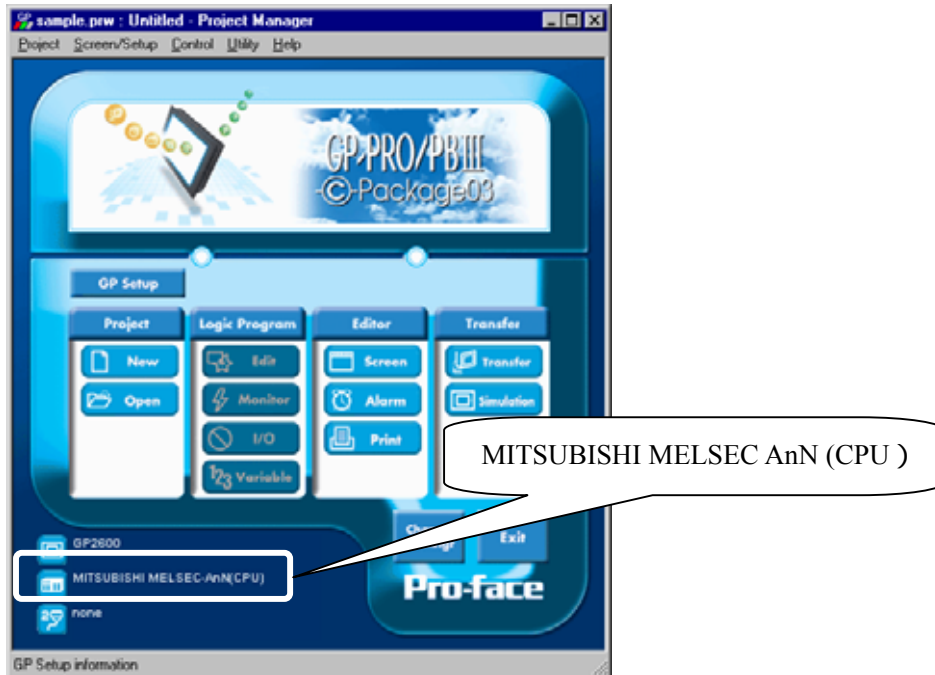 sample.prw : Untitled - Project Manager
Project Screen/Setup Control Utility Help
GP-PRO/PBIII
-©-Package03
GP Setup
Project
New
Open
Logic Program
Edit
Monitor
I/O
123 Variable
Editor
Screen
Alarm
Print
Transfer
Transfer
Simulation
MITSUBISHI MELSEC AnN (CPU )
Exit
GP2600
MITSUBISHI MELSEC-AnN(CPU)
none
Pro-face
GP Setup information